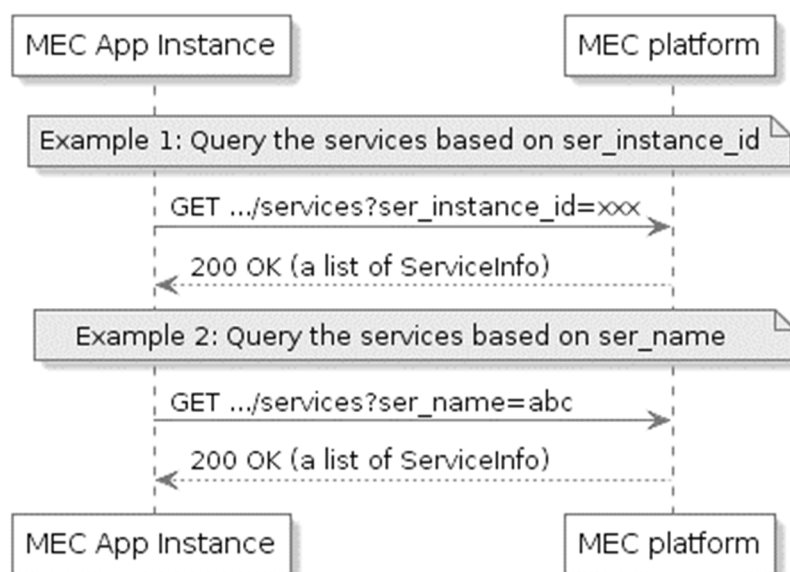 MEC App Instance MEC platform
Example 1: Query the services based on ser_instance_id
GET .../services?ser_instance_id=xxx
200 OK (a list of ServiceInfo)
Example 2: Query the services based on ser_name
GET .../services?ser_name=abc
200 OK (a list of ServiceInfo)
MEC App Instance MEC platform